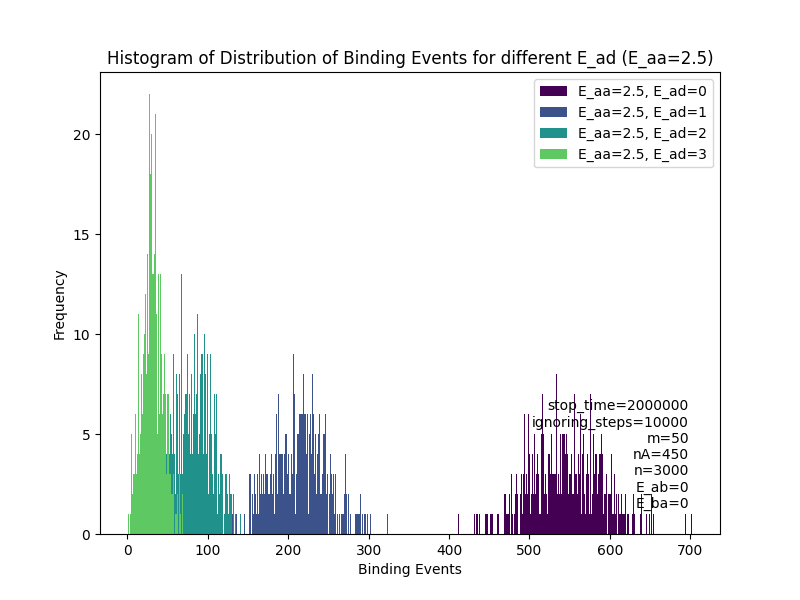 Histogram of Distribution of Binding Events for different E_ad (E_aa=2.5)
E_aa=2.5, E_ad=0
E_aa=2.5, E_ad=1
E_aa=2.5, E_ad=2
E_aa=2.5, E_ad=3
20
15
10
5
0
Frequency
stop_time=2000000
ignoring_steps=10000
m=50
nA=450
n=3000
E_ab=0
E_ba=0
0 100 200 300 400 500 600 700
Binding Events